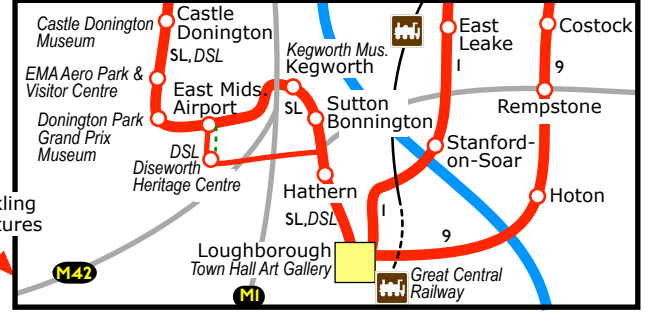 Castle Donington
Museum
Castle
Donington
SL, DSL
EMA Aero Park &
Visitor Centre
East Mids.
Airport
Donington Park
Grand Prix
Museum
DSL
Diseworth
Heritage Centre
Kegworth Mus.
Kegworth
SL
Sutton
Bonnington
Hathern
SL,DSL
Loughborough
Town Hall Art Gallery
East
Leake
1
Costock
9
Rempstone
Stanford-
on-Soar
Hoton
1
9
Great Central
Railway
kling
tures
M42
M1